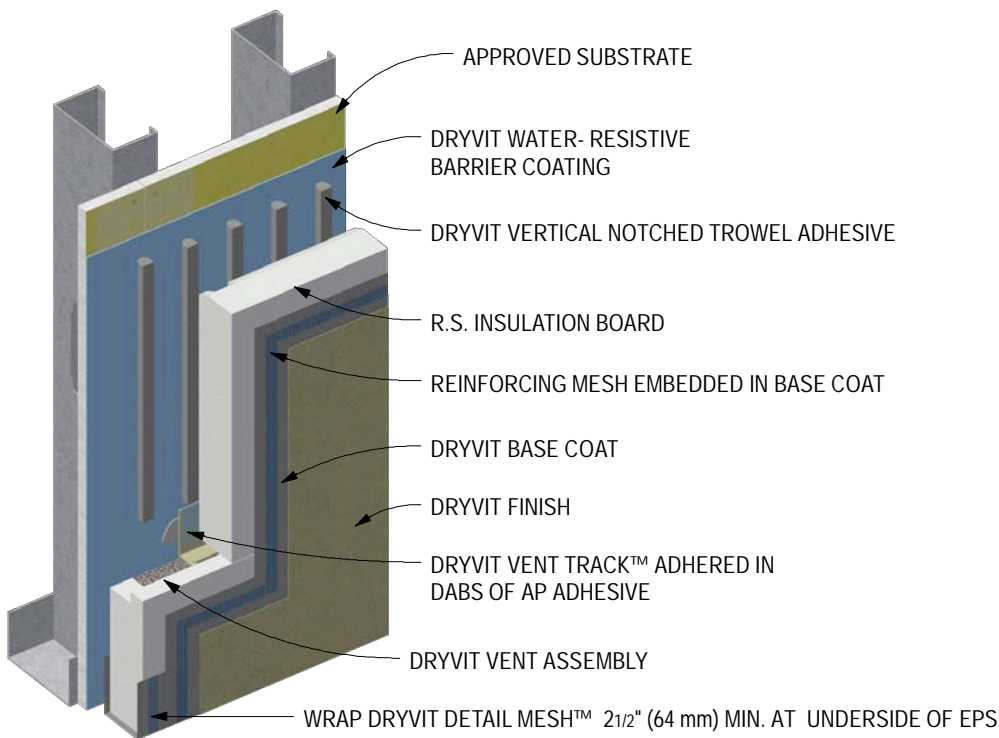 APPROVED SUBSTRATE
DRYVIT WATER- RESISTIVE
BARRIER COATING
DRYVIT VERTICAL NOTCHED TROWEL ADHESIVE
R.S. INSULATION BOARD
REINFORCING MESH EMBEDDED IN BASE COAT
DRYVIT BASE COAT
DRYVIT FINISH
DRYVIT VENT TRACK™ ADHERED IN
DABS OF AP ADHESIVE
DRYVIT VENT ASSEMBLY
WRAP DRYVIT DETAIL MESH™ 21/2" (64 mm) MIN. AT UNDERSIDE OF EPS